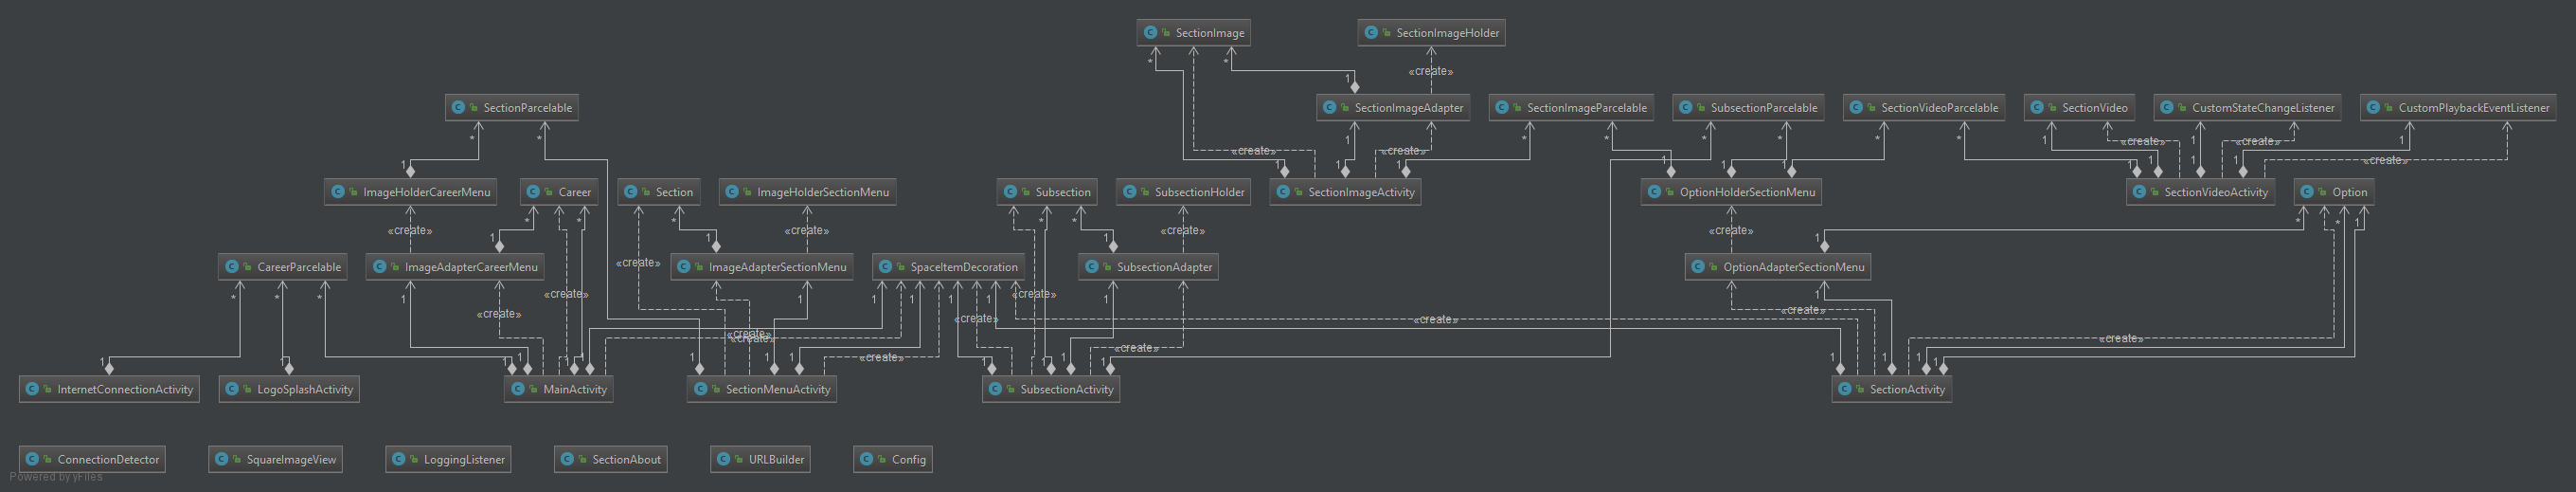 SectionImage
SectionImageHolder
«create»
SectionParcelable
SectionImageAdapter
SectionImageParcelable
SubsectionParcelable
SectionVideoParcelable
SectionVideo
CustomStateChangeListener
CustomPlaybackEventListener
«create»
«create»
«create»
«create»
«create»
ImageHolderCareerMenu
Career
Section
ImageHolderSectionMenu
Subsection
SubsectionHolder
SectionImageActivity
OptionHolderSectionMenu
SectionVideoActivity
Option
«create»
«create»
«create»
«create»
CareerParcelable
ImageAdapterCareerMenu
«create»
ImageAdapterSectionMenu
SpaceItemDecoration
SubsectionAdapter
OptionAdapterSectionMenu
«create»
«create»
«create»
«create»
«create»
«create»
«create»
«create»
«create»
«create»
«create»
InternetConnectionActivity
LogoSplashActivity
MainActivity
SectionMenuActivity
SubsectionActivity
SectionActivity
ConnectionDetector
SquareImageView
LoggingListener
SectionAbout
URLBuilder
Config
Powered by yFiles